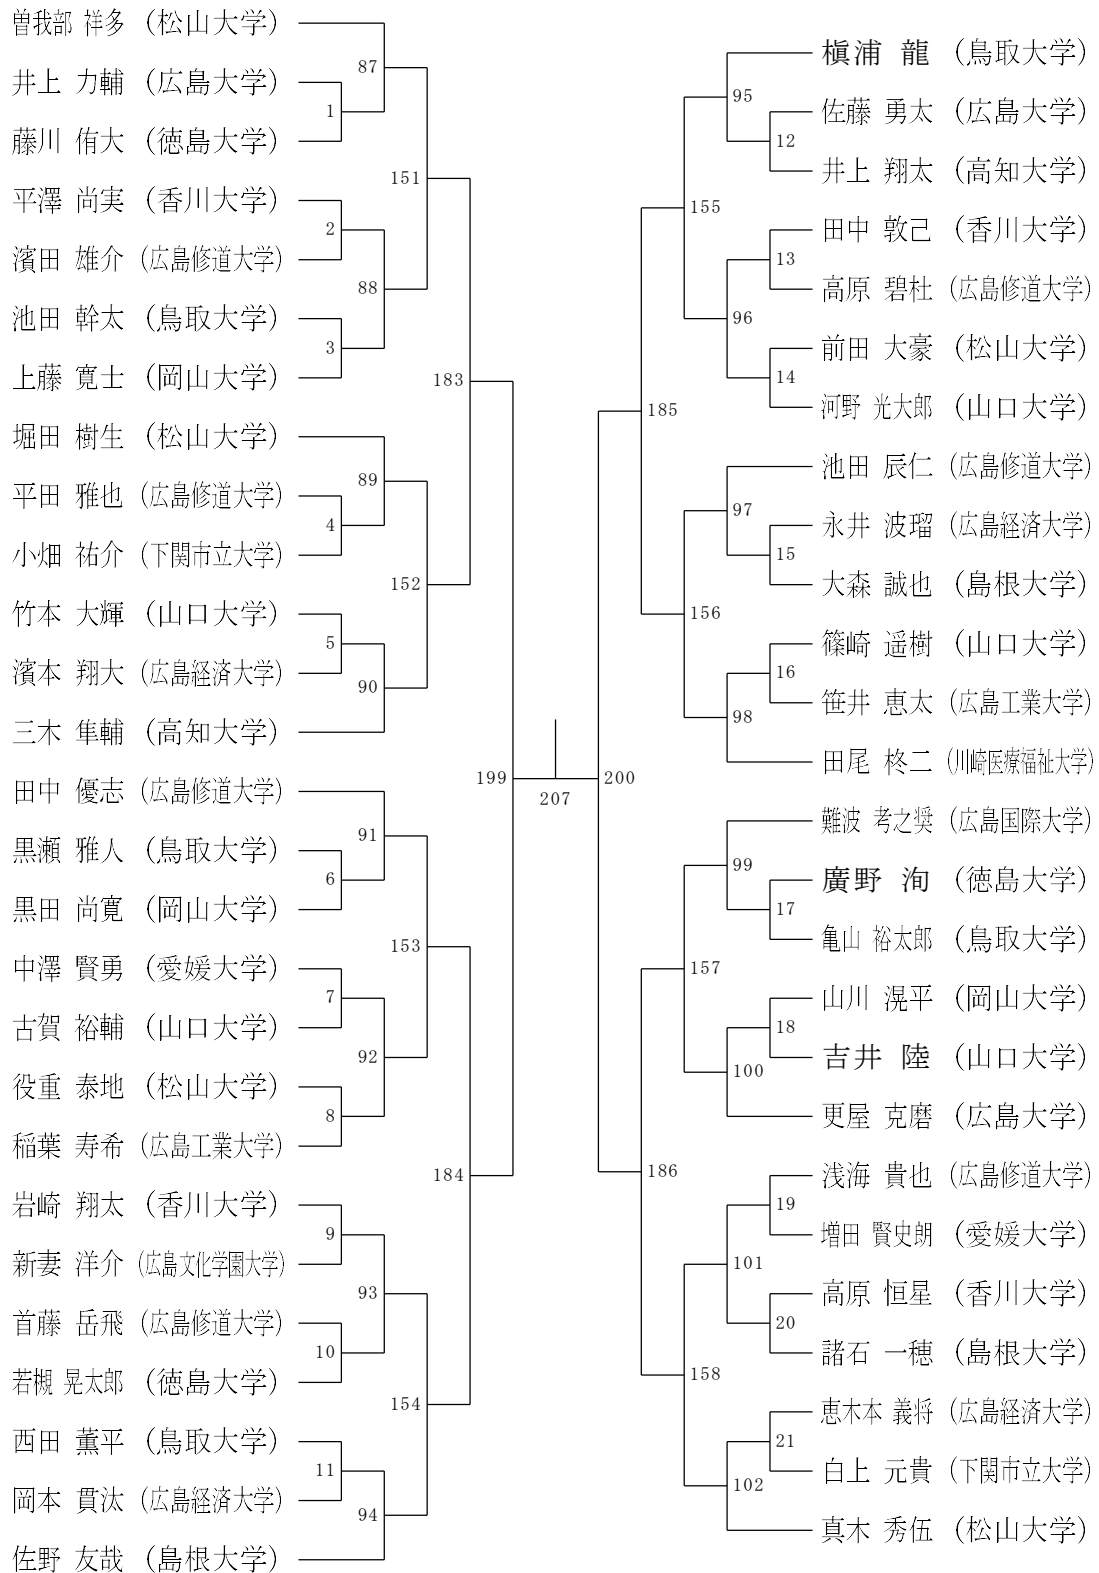 曽我部 祥多 (松山大学)
井上 力輔 (広島大学)
藤川 侑大 (徳島大学)
平澤 尚実 (香川大学)
濱田 雄介 (広島修道大学)
池田 幹太 (鳥取大学)
上藤 寛士 (岡山大学)
堀田 樹生 (松山大学)
平田 雅也 (広島修道大学)
小畑 祐介 (下関市立大学)
竹本 大輝 (山口大学)
濱本 翔大 (広島経済大学)
三木 隼輔 (高知大学)
田中 優志 (広島修道大学)
黒瀬 雅人 (鳥取大学)
黒田 尚寛 (岡山大学)
中澤 賢勇 (愛媛大学)
古賀 裕輔 (山口大学)
役重 泰地 (松山大学)
稲葉 寿希 (広島工業大学)
岩崎 翔太 (香川大学)
新妻 洋介 (広島文化学園大学)
首藤 岳飛 (広島修道大学)
若槻 晃太郎 (徳島大学)
西田 薫平 (鳥取大学)
岡本 貫汰 (広島経済大学)
佐野 友哉 (島根大学)
1
2
3
4
5
6
7
8
9
10
11
87
88
89
90
91
92
93
94
151
152
153
154
183
184
199
207
200
185
186
155
156
157
158
95
96
97
98
99
100
101
102
12
13
14
15
16
17
18
19
20
21
槇浦 龍 (鳥取大学)
佐藤 勇太 (広島大学)
井上 翔太 (高知大学)
田中 敦己 (香川大学)
高原 碧杜 (広島修道大学)
前田 大豪 (松山大学)
河野 光大郎 (山口大学)
池田 辰仁 (広島修道大学)
永井 波瑠 (広島経済大学)
大森 誠也 (島根大学)
篠崎 遥樹 (山口大学)
笹井 恵太 (広島工業大学)
田尾 柊二 (川崎医療福祉大学)
難波 考之奨 (広島国際大学)
廣野 洵 (徳島大学)
亀山 裕太郎 (鳥取大学)
山川 滉平 (岡山大学)
吉井 陸 (山口大学)
更屋 克磨 (広島大学)
浅海 貴也 (広島修道大学)
増田 賢史朗 (愛媛大学)
高原 恒星 (香川大学)
諸石 一穂 (島根大学)
恵木本 義将 (広島経済大学)
白上 元貴 (下関市立大学)
真木 秀伍 (松山大学)